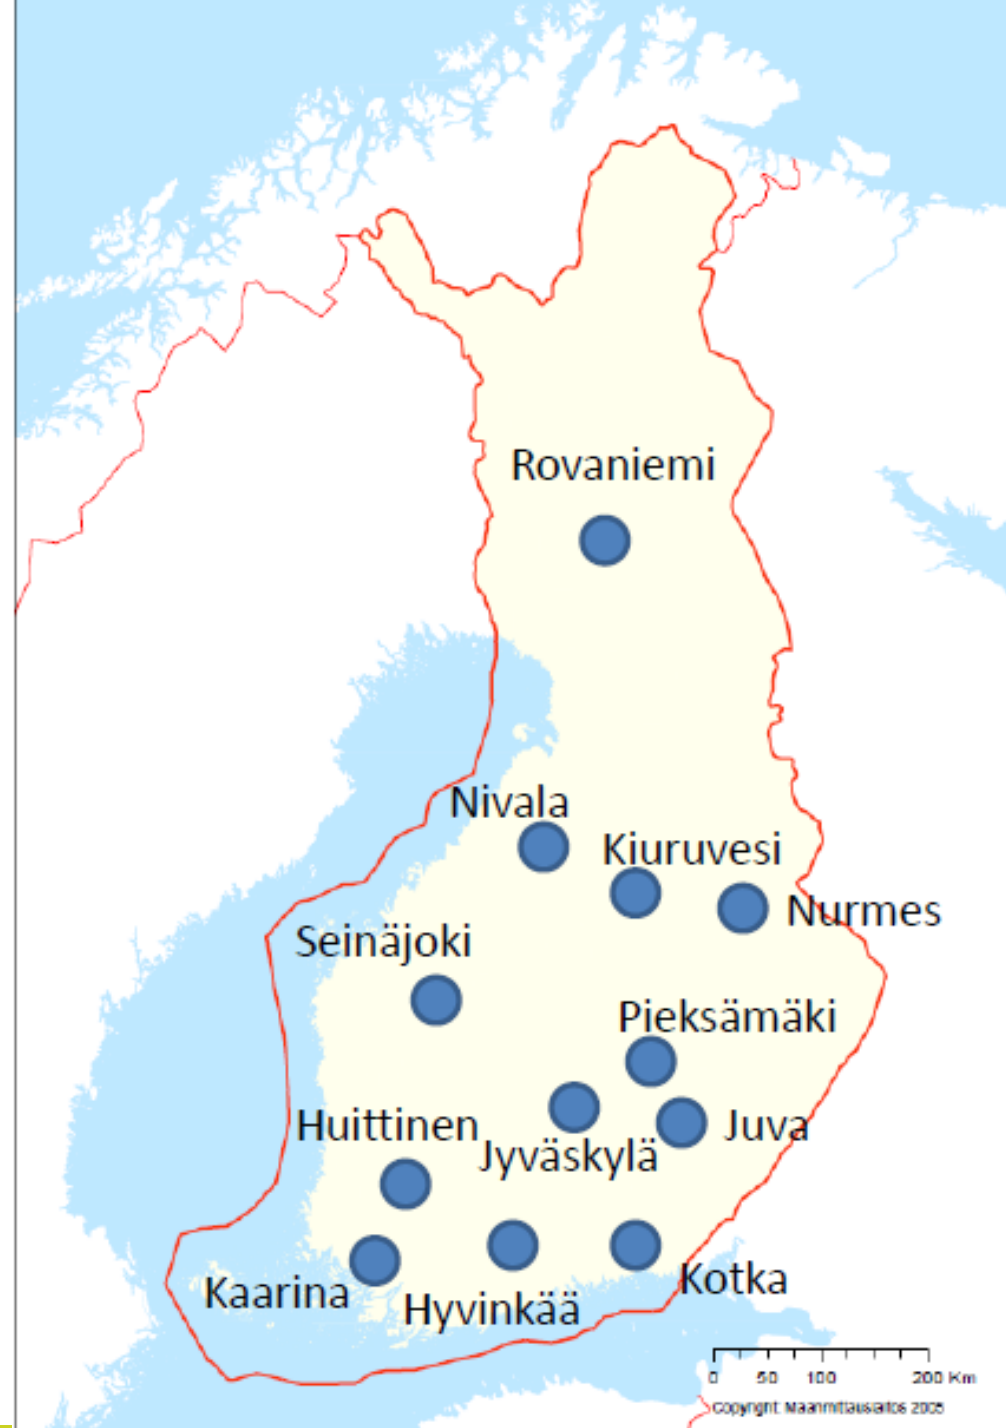 Rovaniemi
Nivala
Kiuruvesi
Nurmes
Seinäjoki
Pieksämäki
Huittinen
Juva
Jyväskylä
Kaarina
Hyvinkää
Kotka
0 50 100 200 Km
Copyright: Maanmittauslaitos 2005